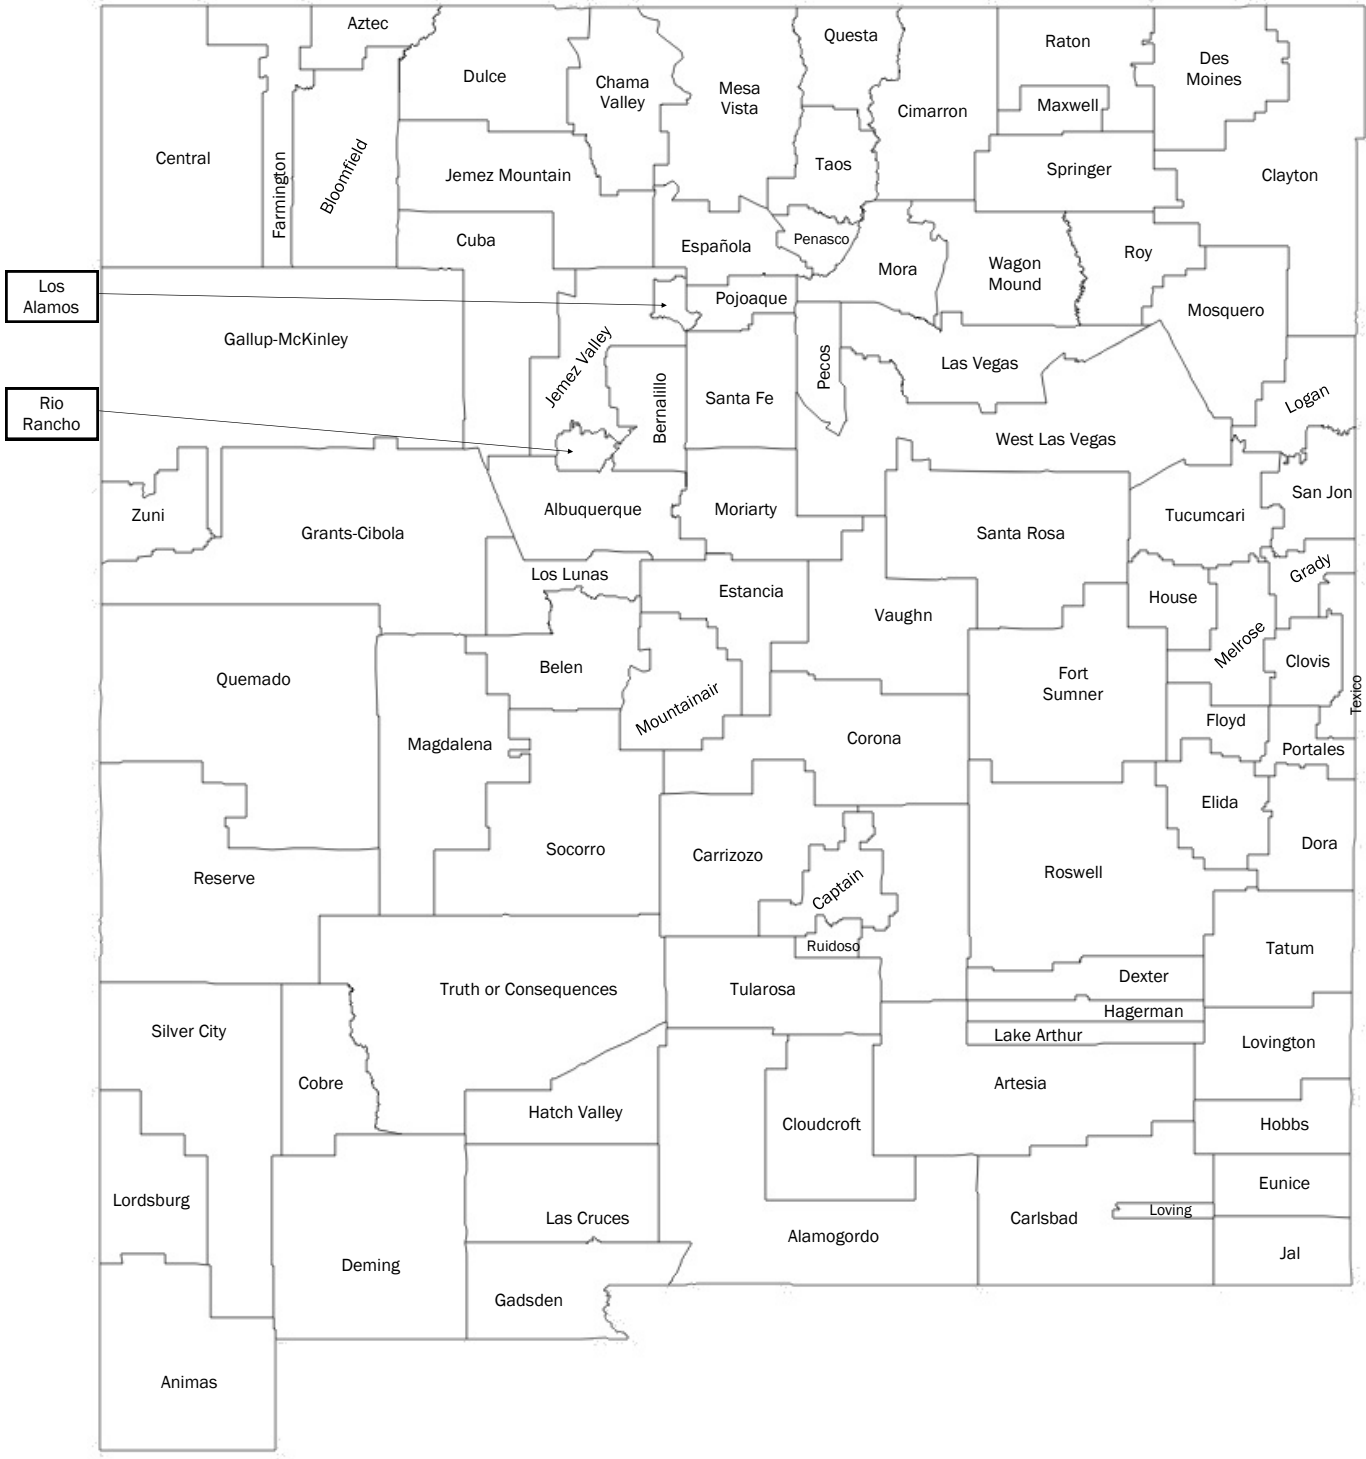 Aztec
Questa
Raton
Des
Moines
Dulce
Chama
Valley
Mesa
Vista
Cimarron
Maxwell
Central
Farmington
Bloomfield
Jemez Mountain
Taos
Springer
Clayton
Cuba
Española
Penasco
Mora
Wagon
Mound
Roy
Los
Alamos
Pojoaque
Mosquero
Gallup-McKinley
Jemez Valley
Bernalillo
Santa Fe
Pecos
Las Vegas
Logan
Rio
Rancho
West Las Vegas
Zuni
Grants-Cibola
Albuquerque
Moriarty
Santa Rosa
Tucumcari
San Jon
Los Lunas
Estancia
Vaughn
House
Grady
Melrose
Quemado
Belen
Mountainair
Fort
Sumner
Clovis
Texico
Magdalena
Corona
Floyd
Portales
Elida
Reserve
Socorro
Carrizozo
Captain
Roswell
Dora
Ruidoso
Tatum
Truth or Consequences
Tularosa
Dexter
Hagerman
Silver City
Lake Arthur
Lovington
Cobre
Hatch Valley
Cloudcroft
Artesia
Hobbs
Lordsburg
Las Cruces
Alamogordo
Carlsbad
Loving
Eunice
Deming
Gadsden
Jal
Animas